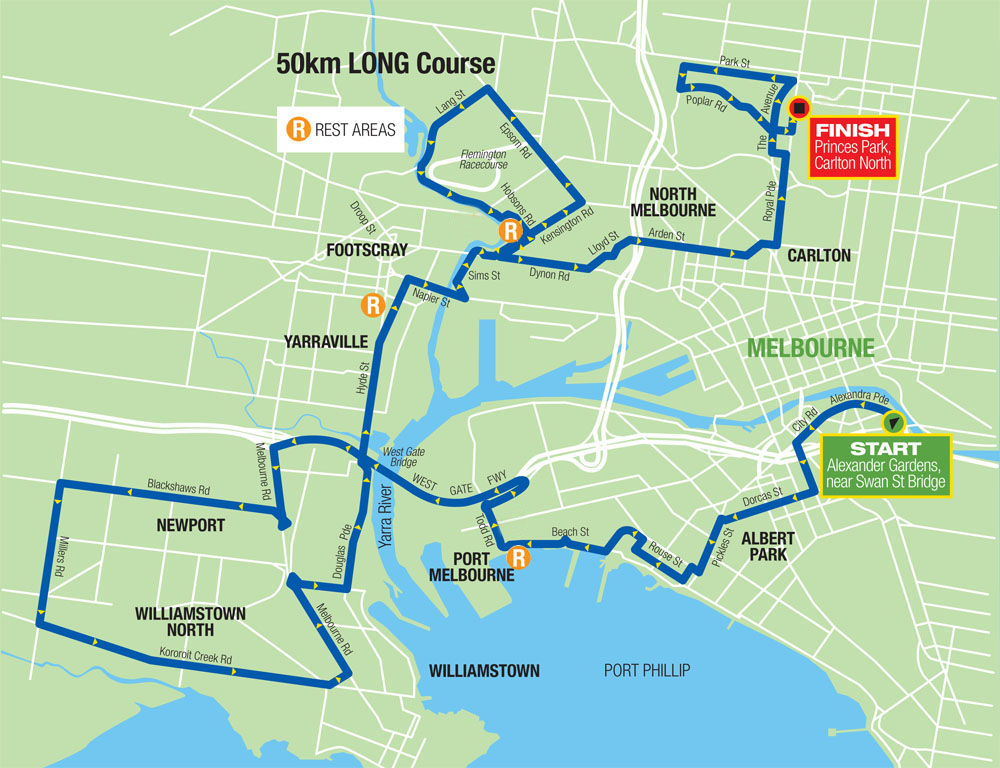 50km LONG Course
R REST AREAS
Lang St
Epsom Rd
Flemington
Racecourse
Hobsons Rd
R
Kensington Rd
Park St
Poplar Rd
The Avenue
FINISH
Princes Park,
Carlton North
NORTH
MELBOURNE
Royal Pde
Droop St
FOOTSCRAY
Lloyd St
Arden St
CARLTON
Sims St
Dynon Rd
Napier St
R
YARRAVILLE
MELBOURNE
Hyde St
Alexandra Pde
City Rd
START
Alexander Gardens,
near Swan St Bridge
Melbourne Rd
West Gate
Bridge
WEST GATE FWY
Blackshaws Rd
NEWPORT
Yarra River
Dorcas St
Todd Rd
Beach St
Rouse St
Pickles St
ALBERT
PARK
Millers Rd
Douglas Pde
PORT
MELBOURNE
R
WILLIAMSTOWN
NORTH
Melbourne Rd
Kororoit Creek Rd
WILLIAMSTOWN
PORT PHILLIP